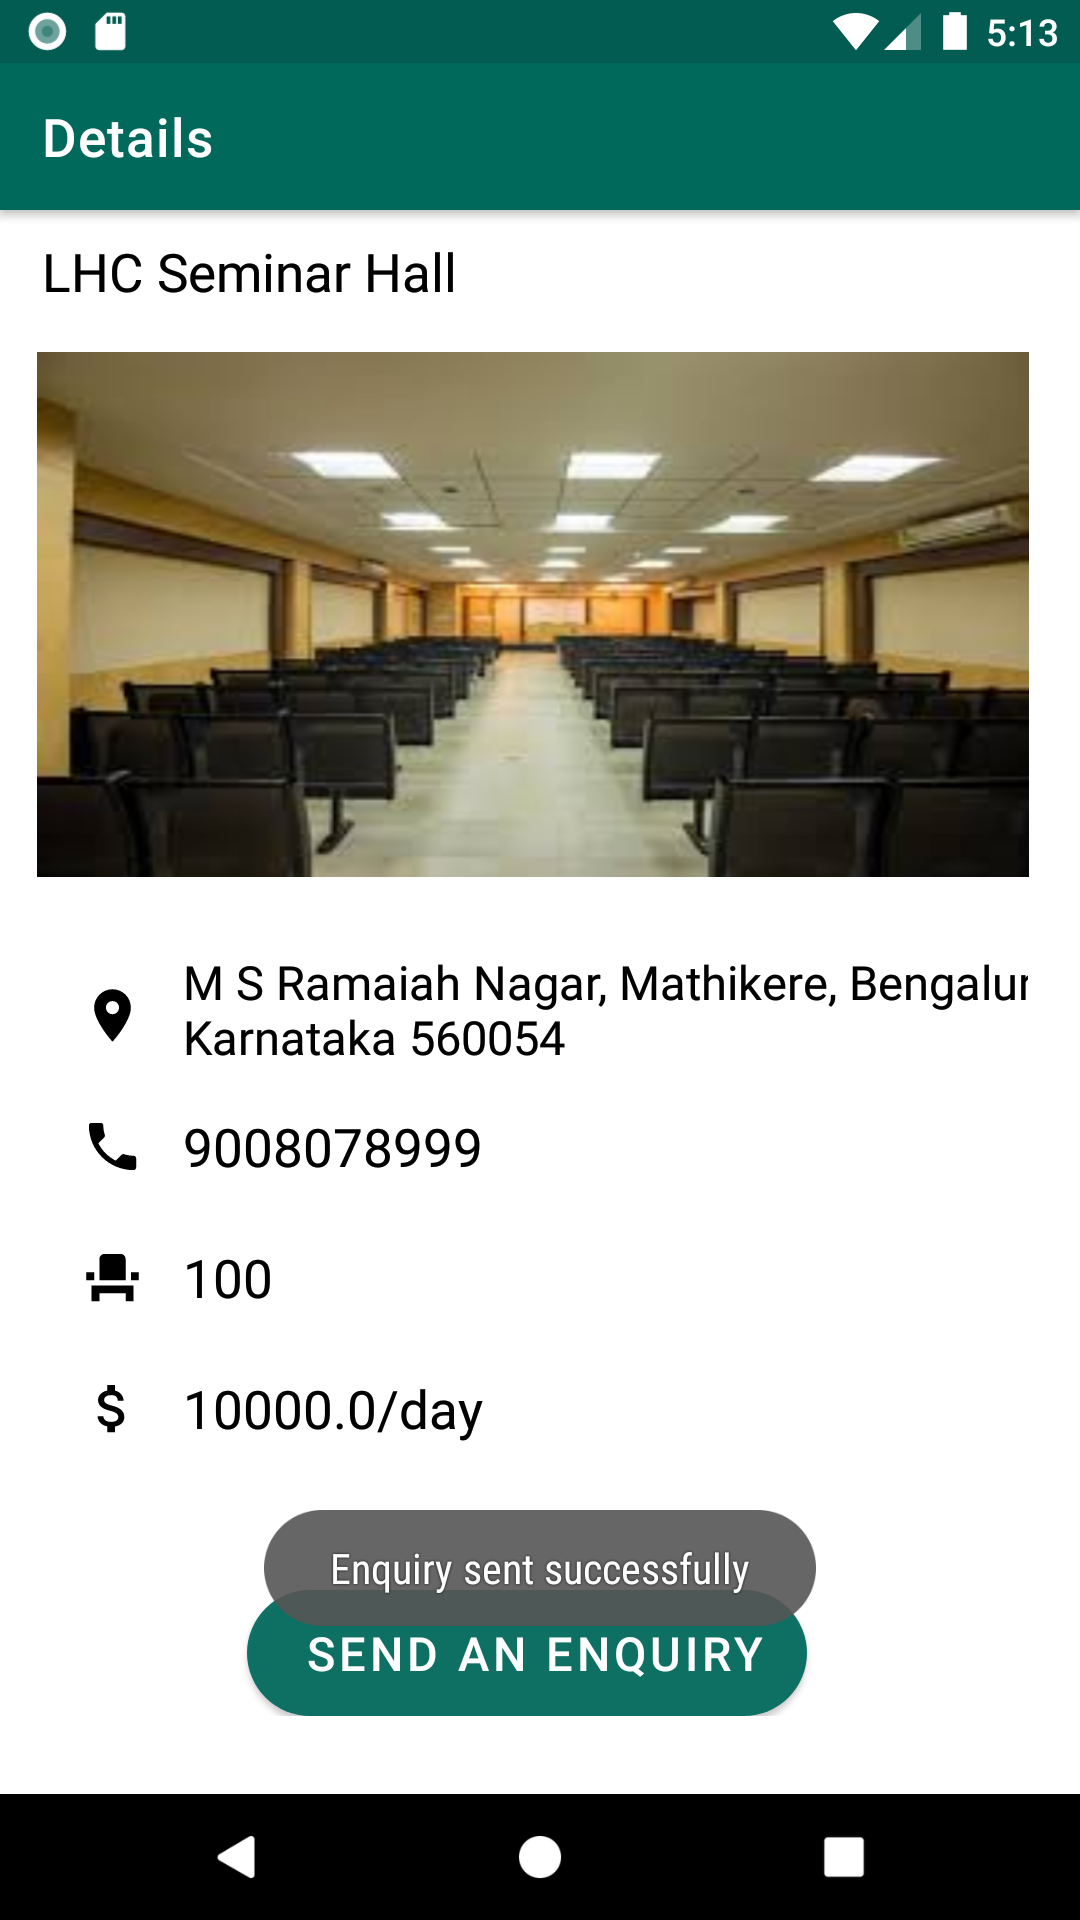 5:13
Details
LHC Seminar Hall
M S Ramaiah Nagar, Mathikere, Bengalur
Karnataka 560054
9008078999
100
$ 10000.0/day
Enquiry sent successfully
SEND AN ENQUIRY